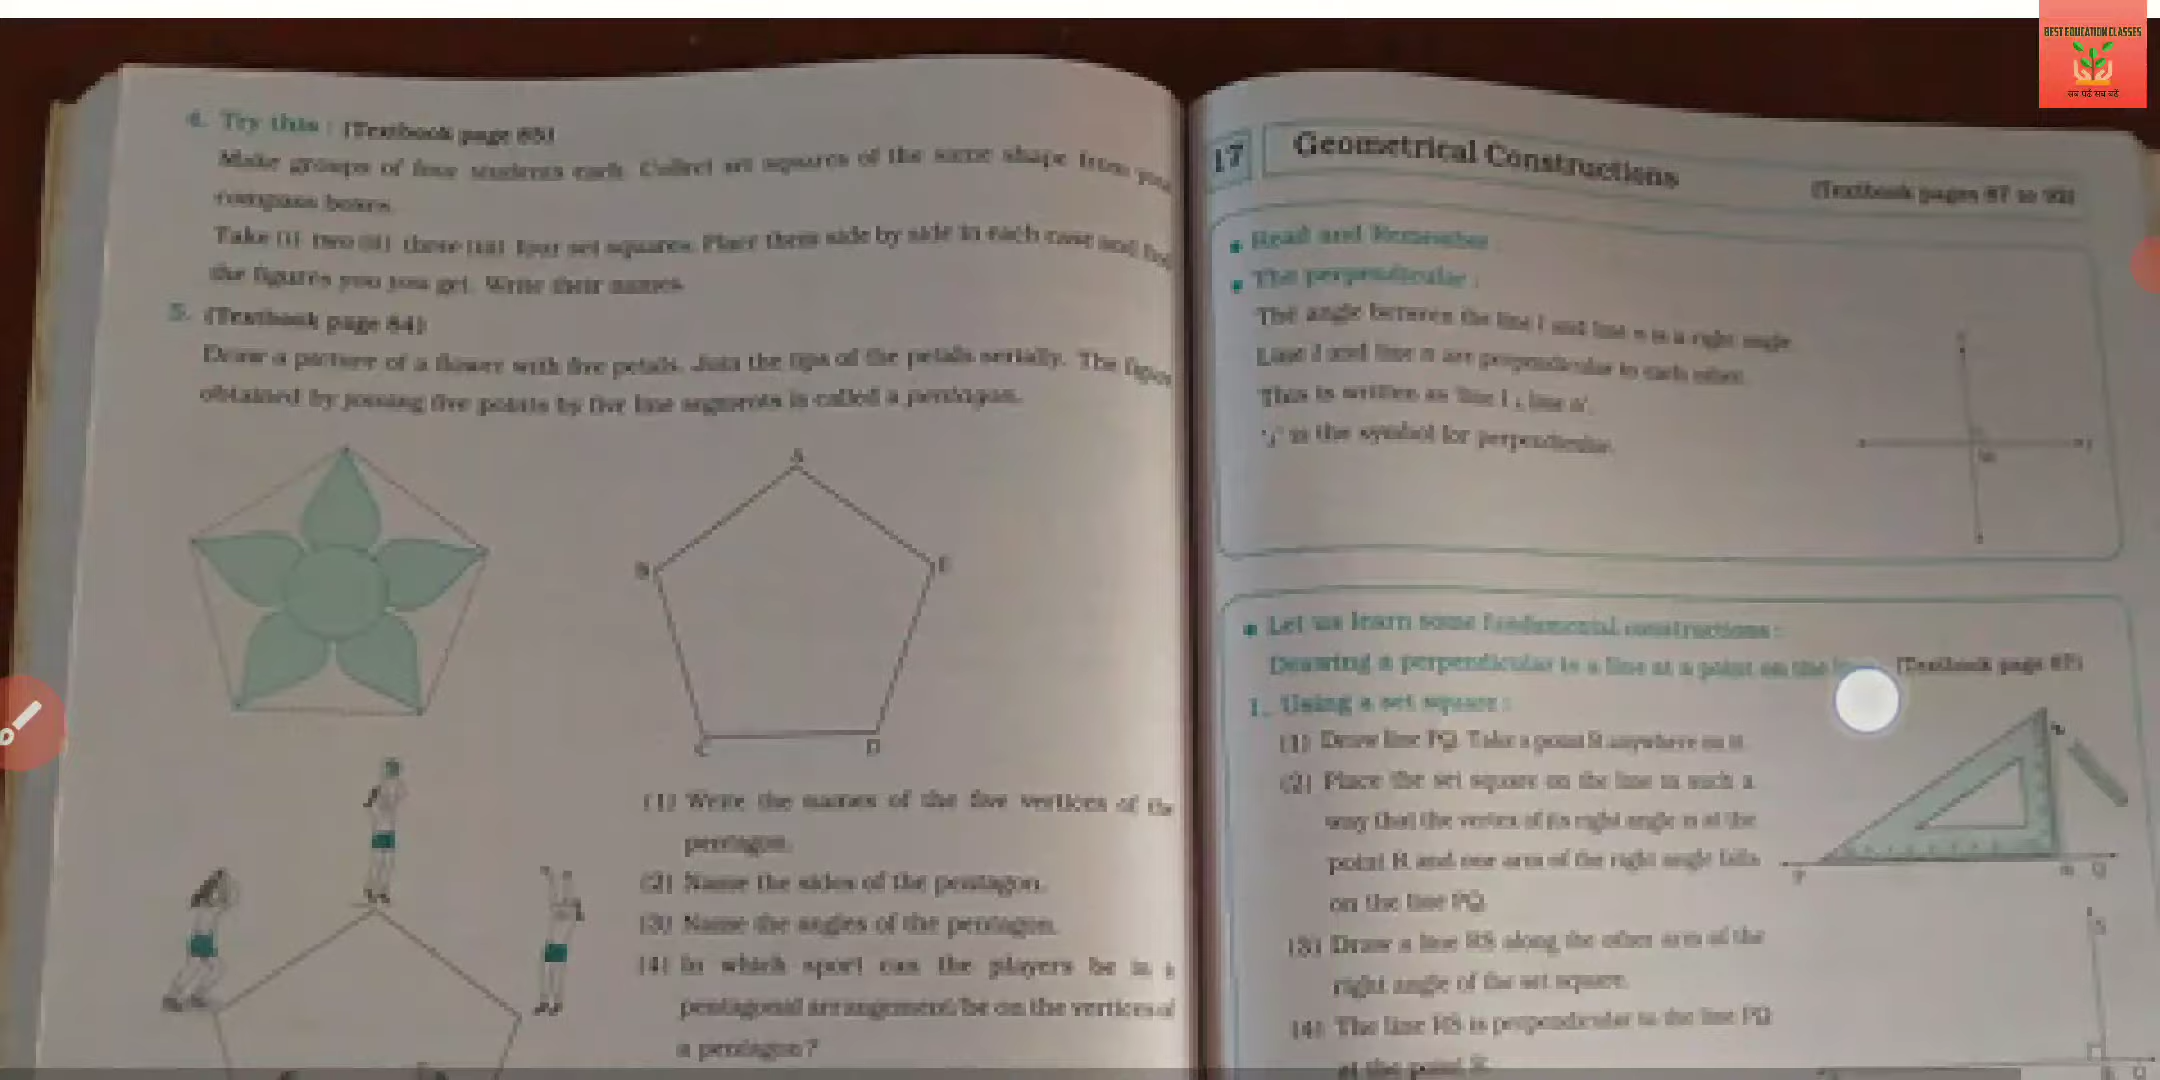 BEST EDUCATION CLASSES
सब पढें सब बढें
4. Try this : (Textbook page 85)
Make groups of four students each. Collect set squares of the same shape from your
compass boxes.
Take (i) two (ii) three (iii) four set squares. Place them side by side in each case and
the figures you you get. Write their names.
5. (Textbook page 84)
Draw a picture of a flower with five petals. Join the tips of the petals serially. The figure
obtained by joining five points by five line segments is called a pentagon.
A
B
E
C
D
(1) Write the names of the five vertices of the
pentagon.
(2) Name the sides of the pentagon.
(3) Name the angles of the pentagon.
(4) In which sport can the players be in a
pentagonal arrangement/be on the vertices of
a pentagon?
17
Geometrical Constructions
(Textbook pages 87 to
Read and Remember :
The perpendicular :
The angle between the line l and line n is a right angle.
Line l and line n are perpendicular to each other.
This is written as 'line l ⊥ line n'.
'⊥' is the symbol for perpendicular.
Let us learn some fundamental constructions :
Drawing a perpendicular to a line at a point on the (Textbook page 87)
1. Using a set square :
(1) Draw line PQ. Take a point R anywhere on it.
(2) Place the set square on the line in such a
way that the vertex of its right angle is at the
point R and one arm of the right angle falls
on the line PQ.
P
R
Q
(3) Draw a line RS along the other arm of the
right angle of the set square.
S
(4) The line RS is perpendicular to the line PQ
at the point R.
R
Q